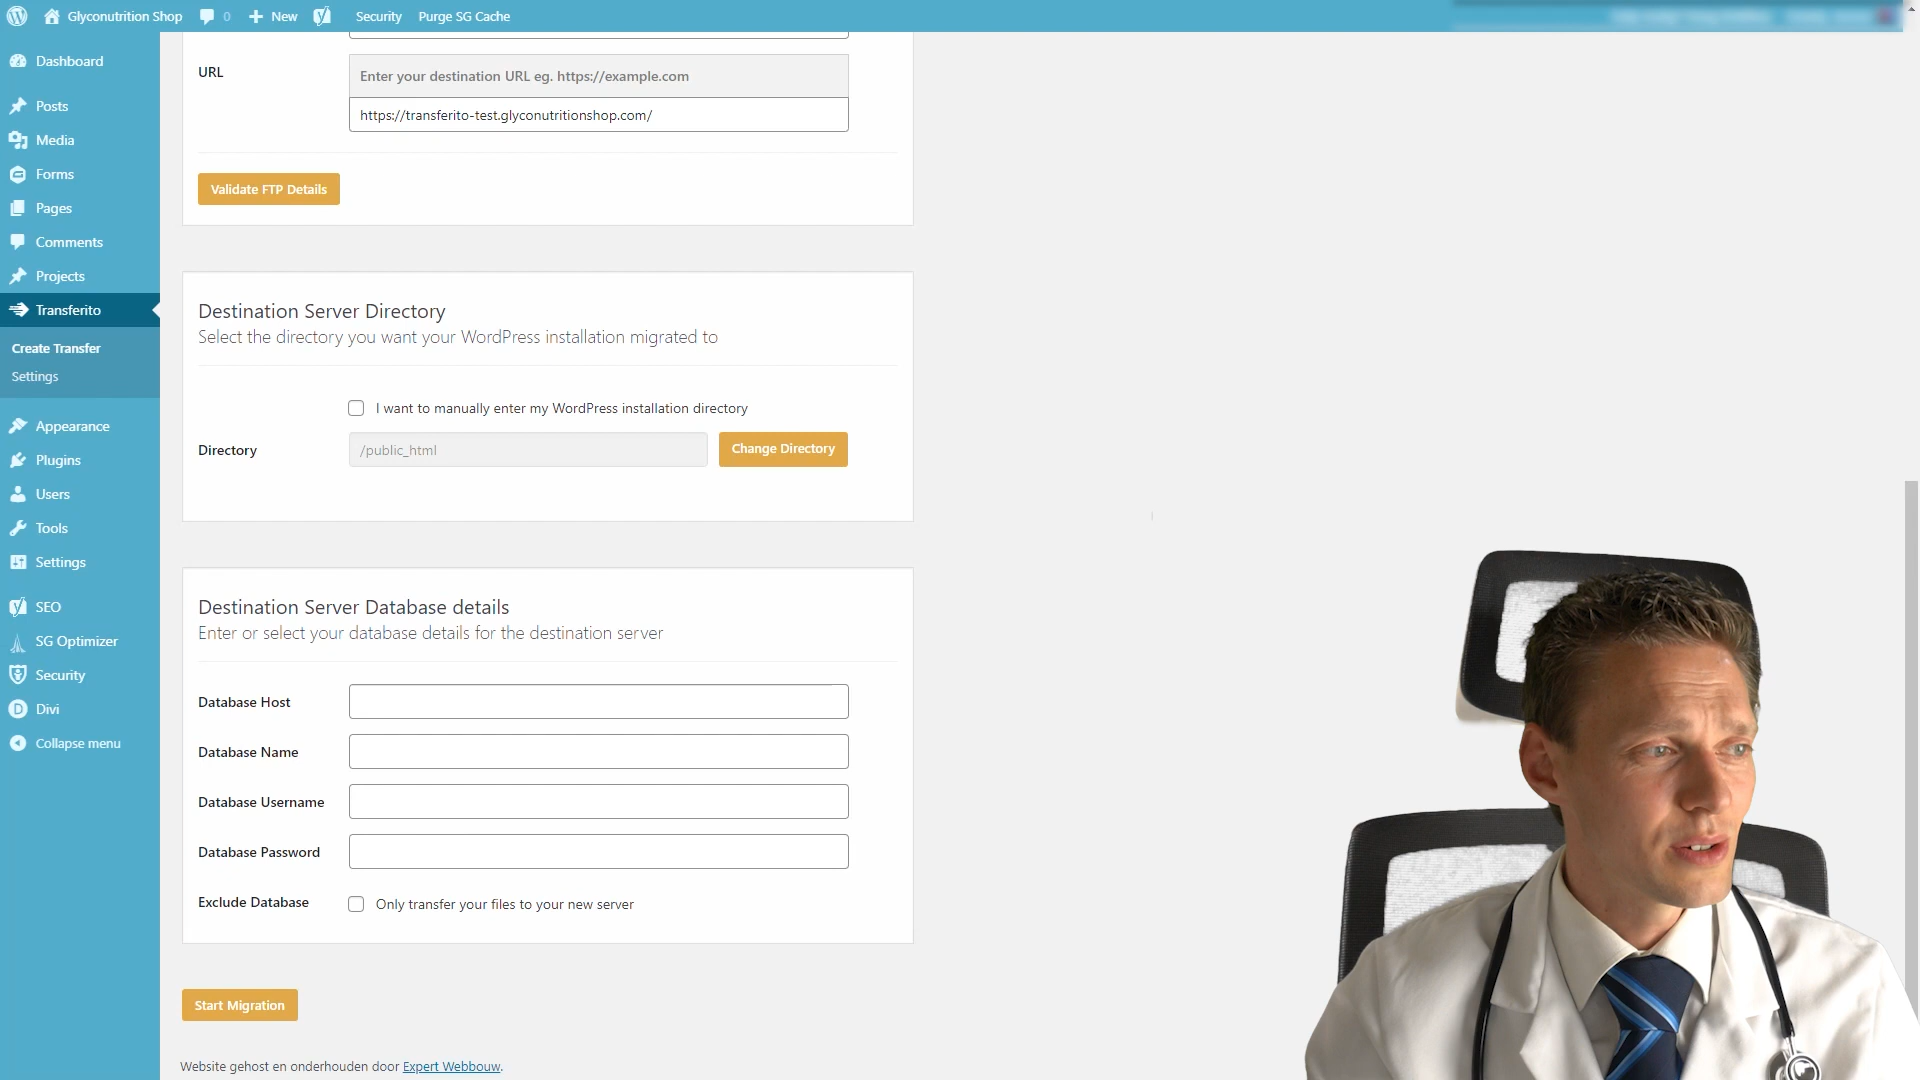 Glyconutrition Shop
0
New
Security
Purge SG Cache
Dashboard
Posts
Media
Forms
Pages
Comments
Projects
Transferito
Create Transfer
Settings
Appearance
Plugins
Users
Tools
Settings
SEO
SG Optimizer
Security
Divi
Collapse menu
URL
Enter your destination URL eg. https://example.com
https://transferito-test.glyconutritionshop.com/
Validate FTP Details
Destination Server Directory
Select the directory you want your WordPress installation migrated to
I want to manually enter my WordPress installation directory
Directory
/public_html
Change Directory
Destination Server Database details
Enter or select your database details for the destination server
Database Host
Database Name
Database Username
Database Password
Exclude Database
Only transfer your files to your new server
Start Migration
Website gehost en onderhouden door Expert Webbouw.